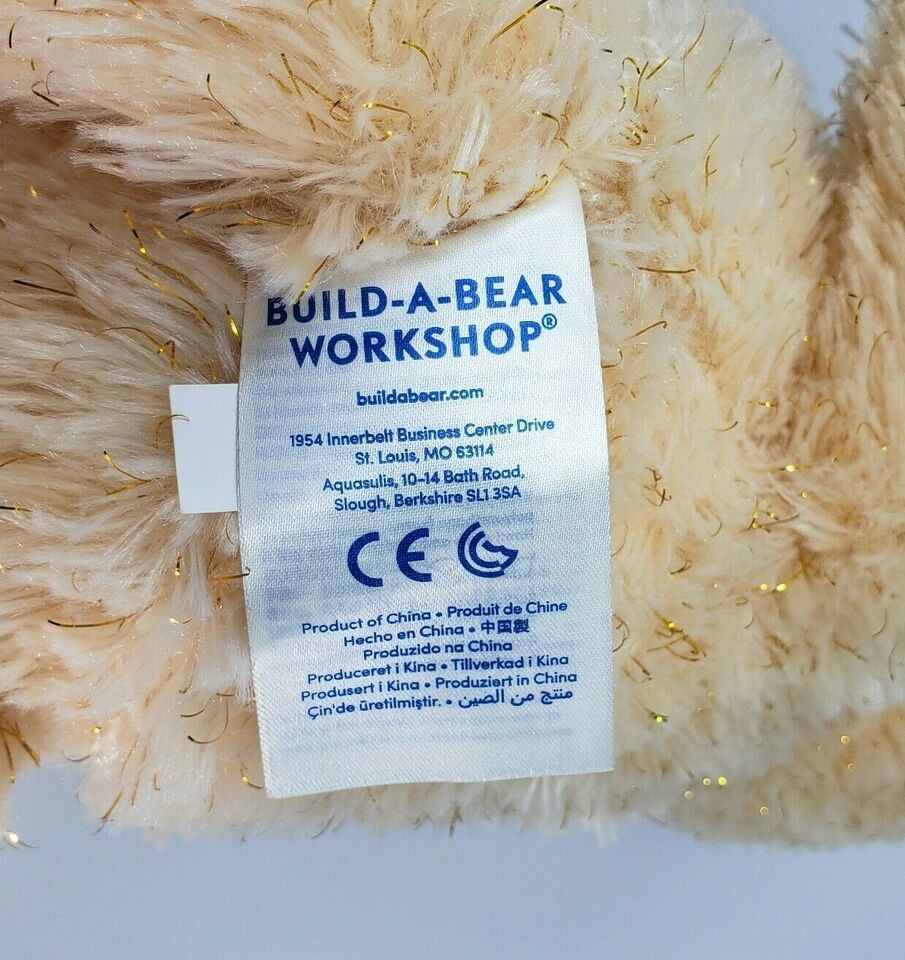 BUILD-A-BEAR
WORKSHOP®
buildabear.com
1954 Innerbelt Business Center Drive
St. Louis, MO 63114
Aquasulis, 10-14 Bath Road,
Slough, Berkshire SL1 3SA
CE
Product of China • Produit de Chine
Hecho en China • 中国製
Produzido na China
Produceret i Kina • Tillverkad i Kina
Produsert i Kina • Produziert in China
Çin'de üretilmiştir. • منتج من الصين